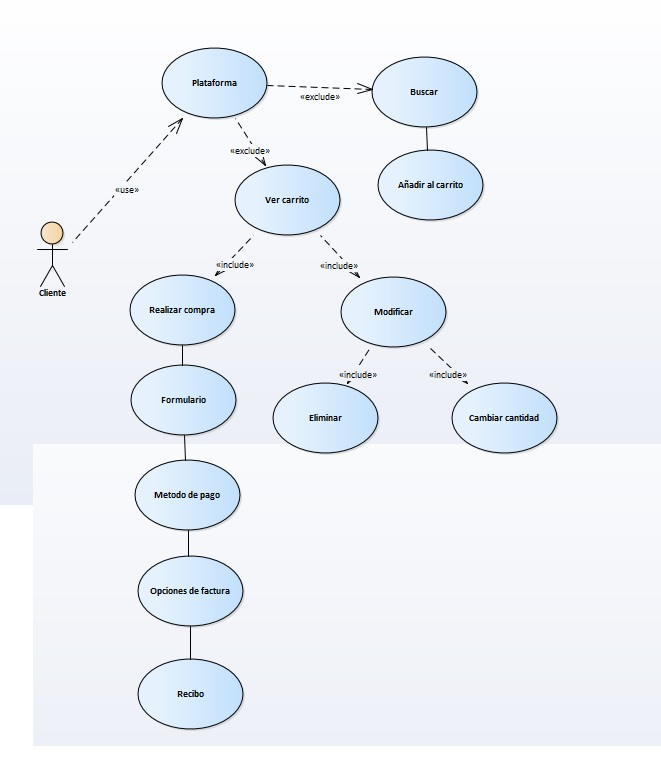 Plataforma
«exclude»
Buscar
«exclude»
Añadir al carrito
«use»
Ver carrito
Cliente
«include»
«include»
Realizar compra
Modificar
«include»
«include»
Formulario
Eliminar
Cambiar cantidad
Metodo de pago
Opciones de factura
Recibo